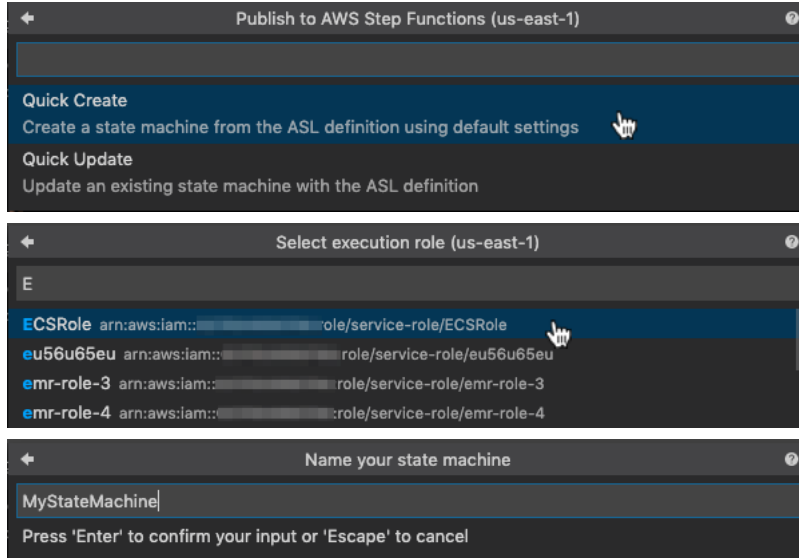 Publish to AWS Step Functions (us-east-1)
Quick Create
Create a state machine from the ASL definition using default settings
Quick Update
Update an existing state machine with the ASL definition
Select execution role (us-east-1)
E
ECSRole arn:aws:iam:: role/service-role/ECSRole
eu56u65eu arn:aws:iam:: role/service-role/eu56u65eu
emr-role-3 arn:aws:iam:: role/service-role/emr-role-3
emr-role-4 arn:aws:iam:: :role/service-role/emr-role-4
Name your state machine
MyStateMachine
Press 'Enter' to confirm your input or 'Escape' to cancel